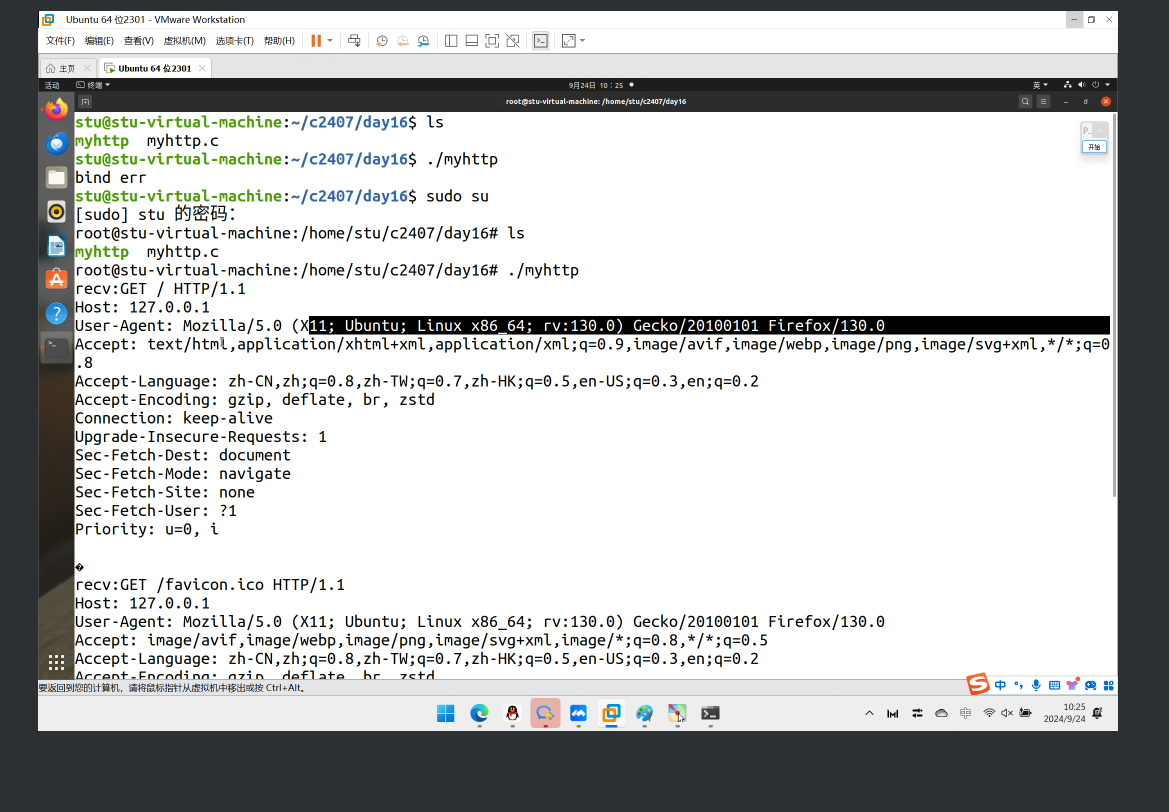 Ubuntu 64 位2301 - VMware Workstation
文件(F) 编辑(E) 查看(V) 虚拟机(M) 选项卡(T) 帮助(H)
主页 Ubuntu 64 位2301
活动 终端 9月24日 10:25 英
root@stu-virtual-machine: /home/stu/c2407/day16
stu@stu-virtual-machine:~/c2407/day16$ ls
myhttp myhttp.c
stu@stu-virtual-machine:~/c2407/day16$ ./myhttp
bind err
stu@stu-virtual-machine:~/c2407/day16$ sudo su
[sudo] stu 的密码：
root@stu-virtual-machine:/home/stu/c2407/day16# ls
myhttp myhttp.c
root@stu-virtual-machine:/home/stu/c2407/day16# ./myhttp
recv:GET / HTTP/1.1
Host: 127.0.0.1
User-Agent: Mozilla/5.0 (X11; Ubuntu; Linux x86_64; rv:130.0) Gecko/20100101 Firefox/130.0
Accept: text/html,application/xhtml+xml,application/xml;q=0.9,image/avif,image/webp,image/png,image/svg+xml,*/*;q=0
.8
Accept-Language: zh-CN,zh;q=0.8,zh-TW;q=0.7,zh-HK;q=0.5,en-US;q=0.3,en;q=0.2
Accept-Encoding: gzip, deflate, br, zstd
Connection: keep-alive
Upgrade-Insecure-Requests: 1
Sec-Fetch-Dest: document
Sec-Fetch-Mode: navigate
Sec-Fetch-Site: none
Sec-Fetch-User: ?1
Priority: u=0, i
�
recv:GET /favicon.ico HTTP/1.1
Host: 127.0.0.1
User-Agent: Mozilla/5.0 (X11; Ubuntu; Linux x86_64; rv:130.0) Gecko/20100101 Firefox/130.0
Accept: image/avif,image/webp,image/png,image/svg+xml,image/*;q=0.8,*/*;q=0.5
Accept-Language: zh-CN,zh;q=0.8,zh-TW;q=0.7,zh-HK;q=0.5,en-US;q=0.3,en;q=0.2
Accept-Encoding: gzip, deflate, br, zstd
P...
开始
要返回到您的计算机，请将鼠标指针从虚拟机中移出或按 Ctrl+Alt。
中
中
10:25
2024/9/24